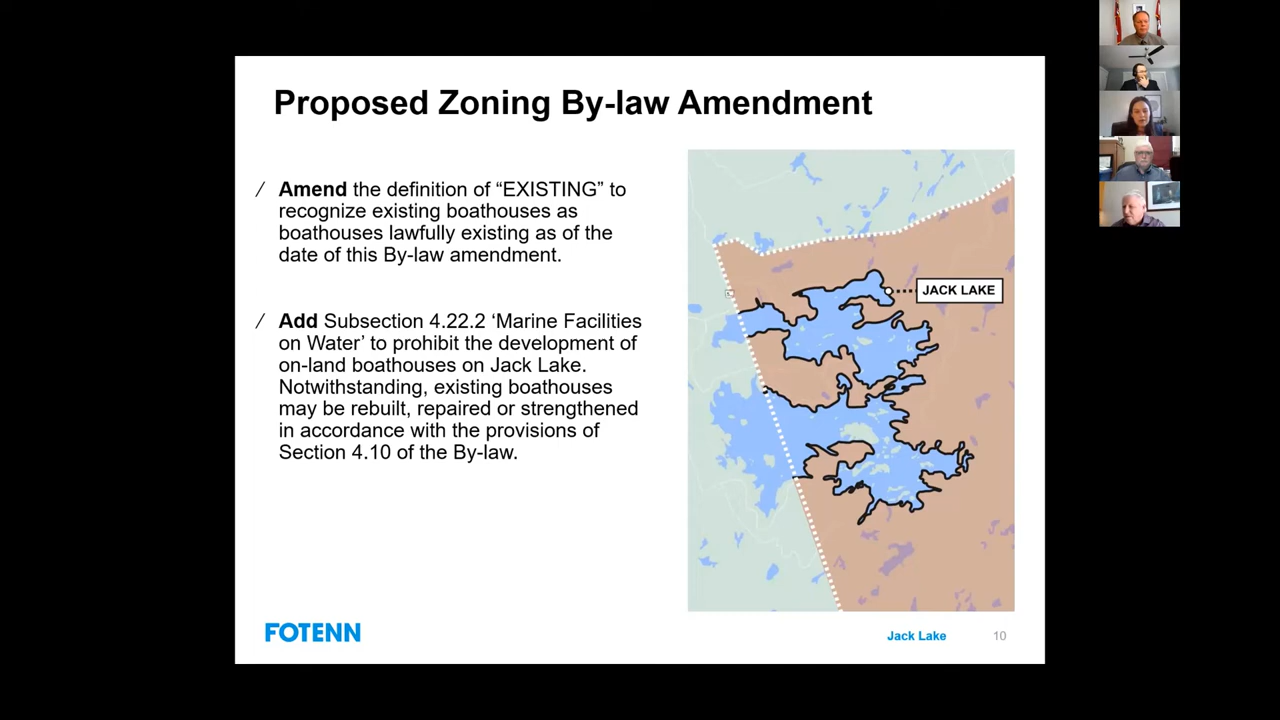 Proposed Zoning By-law Amendment
/ Amend the definition of “EXISTING” to
recognize existing boathouses as
boathouses lawfully existing as of the
date of this By-law amendment.
/ Add Subsection 4.22.2 ‘Marine Facilities
on Water’ to prohibit the development of
on-land boathouses on Jack Lake.
Notwithstanding, existing boathouses
may be rebuilt, repaired or strengthened
in accordance with the provisions of
Section 4.10 of the By-law.
JACK LAKE
FOTENN
Jack Lake 10